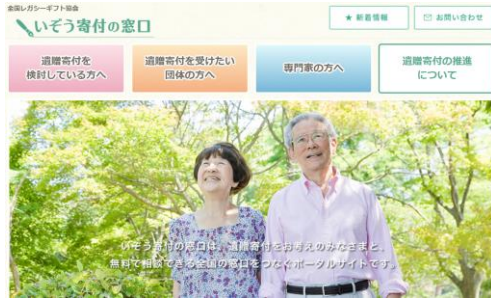 全国レガシーギフト協会
いぞう寄付の窓口
★ 新着情報
お問い合わせ
遺贈寄付を
検討している方へ
遺贈寄付を受けたい
団体の方へ
専門家の方へ
遺贈寄付の推進
について
いぞう寄付の窓口は、遺贈寄付をお考えのみなさまと、
無料で相談できる全国の窓口をつなぐポータルサイトです。